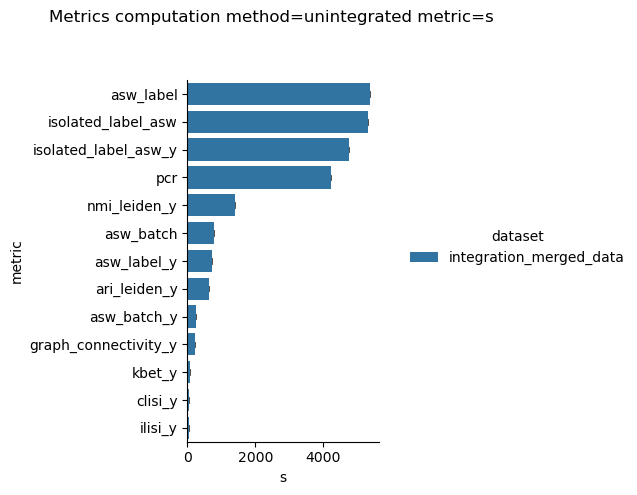 Metrics computation method=unintegrated metric=s
asw_label
isolated_label_asw
isolated_label_asw_y
pcr
nmi_leiden_y
asw_batch
asw_label_y
ari_leiden_y
asw_batch_y
graph_connectivity_y
kbet_y
clisi_y
ilisi_y
metric
0 2000 4000
s
dataset
integration_merged_data